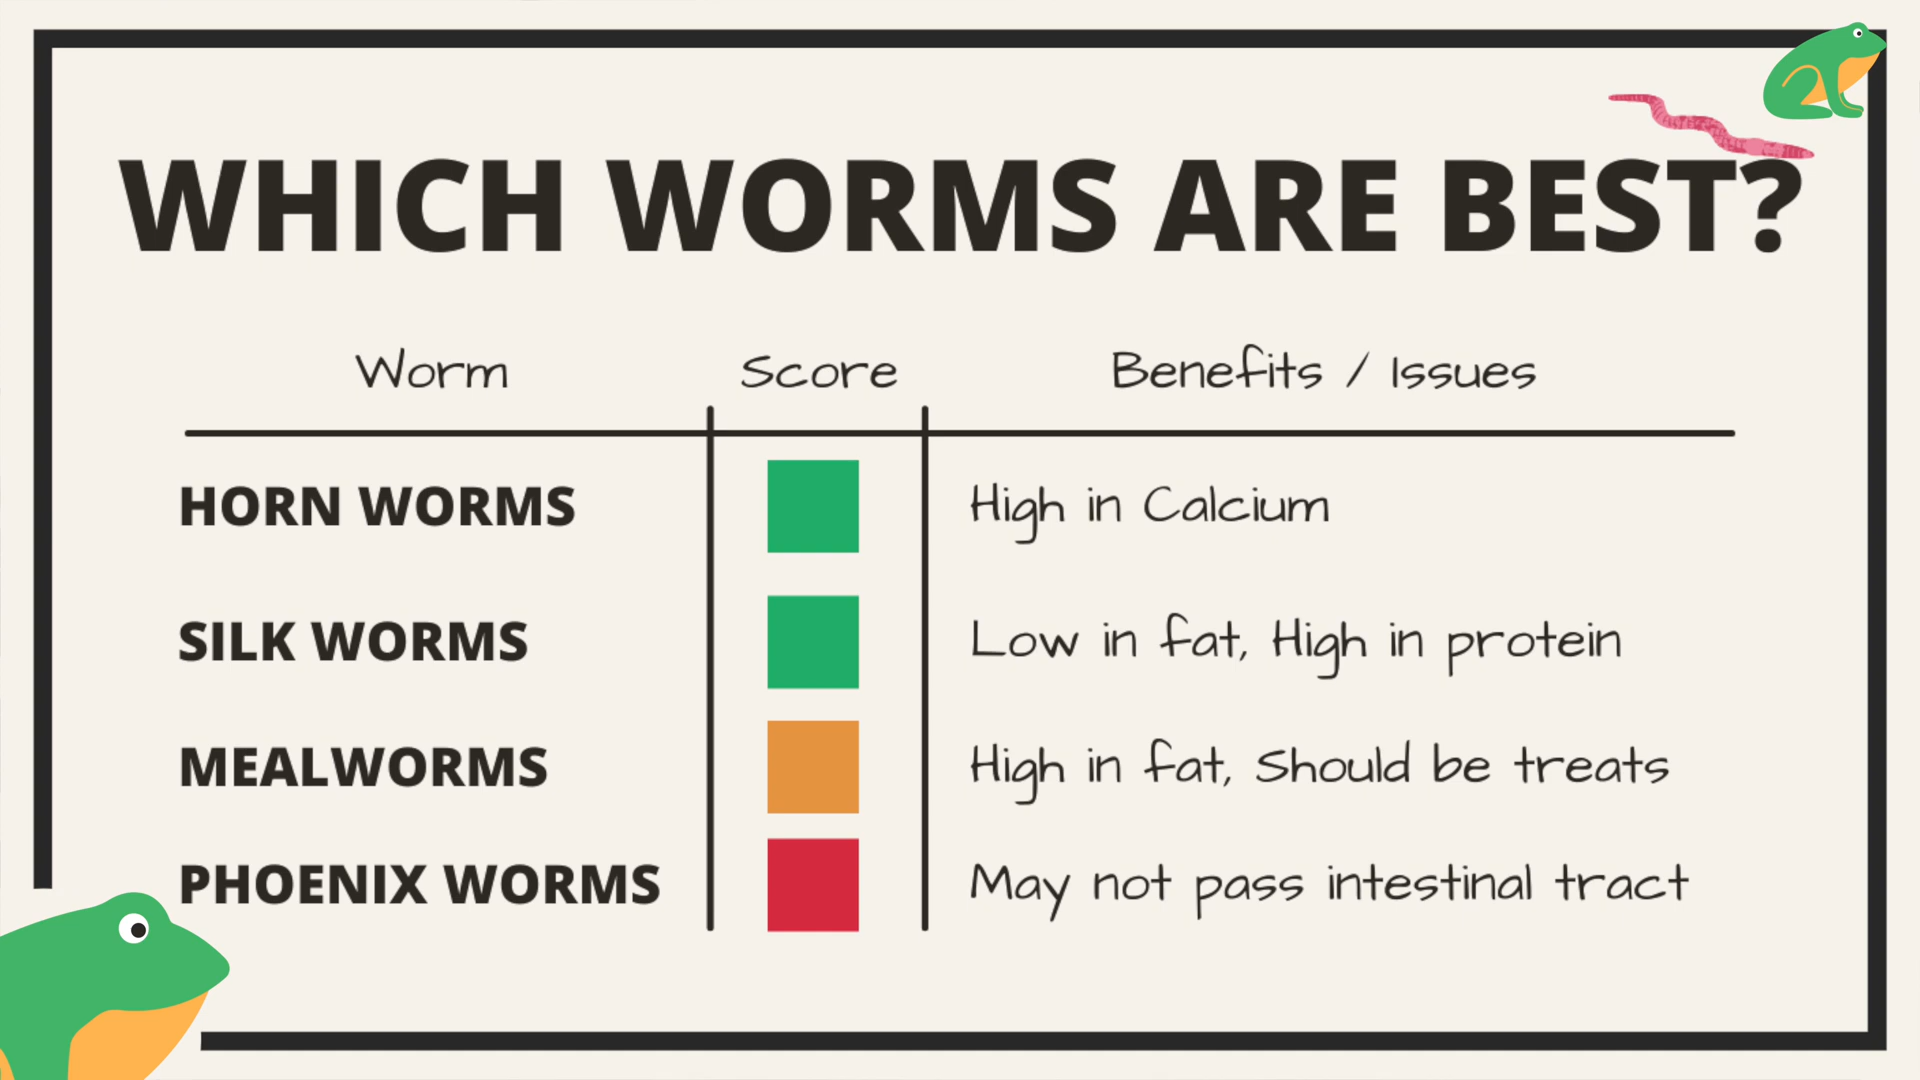 WHICH WORMS ARE BEST?
Worm Score Benefits / Issues
HORN WORMS High in Calcium
SILK WORMS Low in fat, High in protein
MEALWORMS High in fat, Should be treats
PHOENIX WORMS May not pass intestinal tract